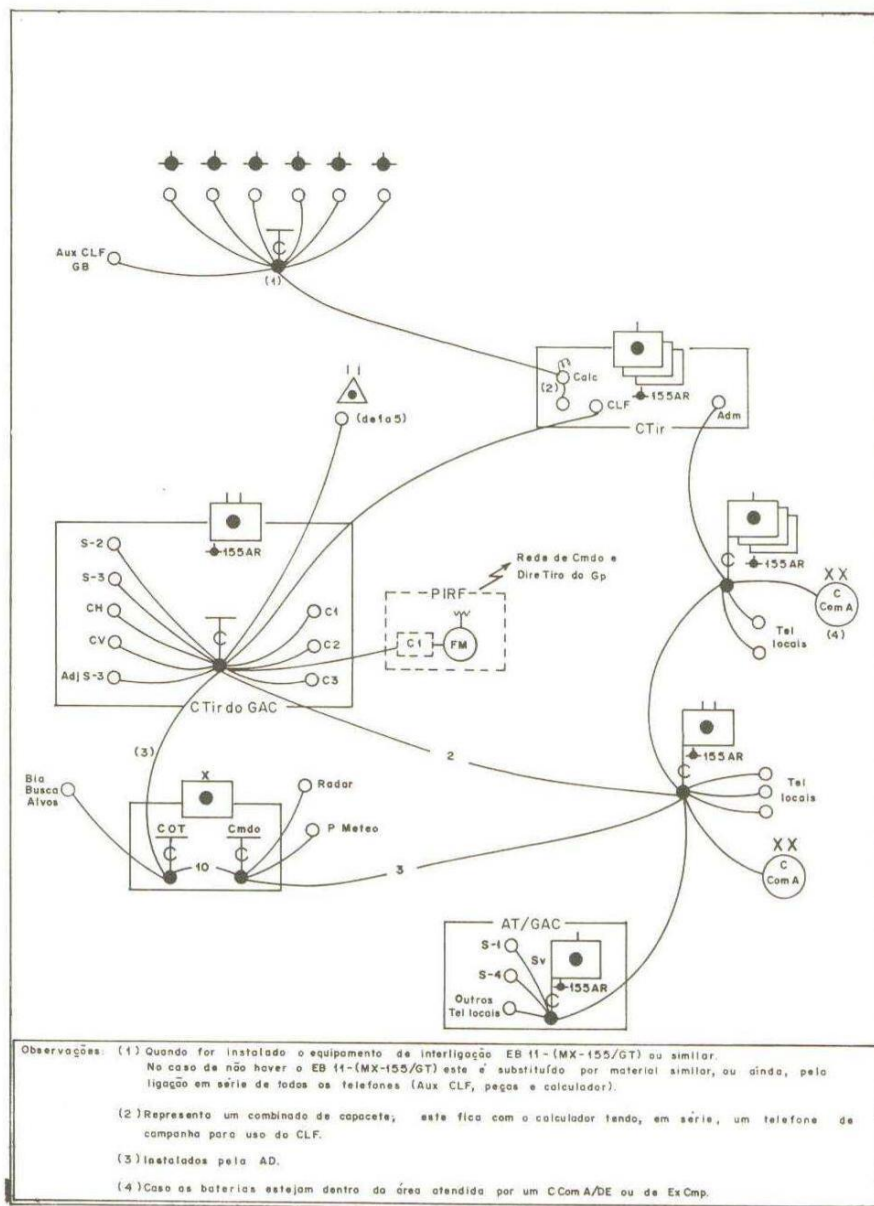 Aux CLF
GB
C
(1)
(2)
Calc
CLF
155AR
Adm
CTir
(de1a5)
155AR
S-2
S-3
CH
CV
Adj S-3
C
C1
C2
C3
CTir do GAC
PIRF
C1
FM
Rede de Cmdo e
Dire Tiro do Gp
C
155AR
XX
C
Com A
(4)
Tel
locais
(3)
2
155AR
C
Tel
locais
XX
C
Com A
Bia
Busca
Alvos
X
COT
C
Cmdo
C
10
Radar
P Meteo
3
AT/GAC
S-1
S-4
Outros
Tel locais
Sv
155AR
C
Observações: (1) Quando for instalado o equipamento de interligação EB 11-(MX-155/GT) ou similar.
No caso de não haver o EB 11-(MX-155/GT) este é substituído por material similar, ou ainda, pela
ligação em série de todos os telefones (Aux CLF, peças e calculador).
(2) Representa um combinado de capacete; este fica com o calculador tendo, em série, um telefone de
campanha para uso do CLF.
(3) Instalados pela AD.
(4) Caso as baterias estejam dentro da área atendida por um C Com A/DE ou de Ex Cmp.